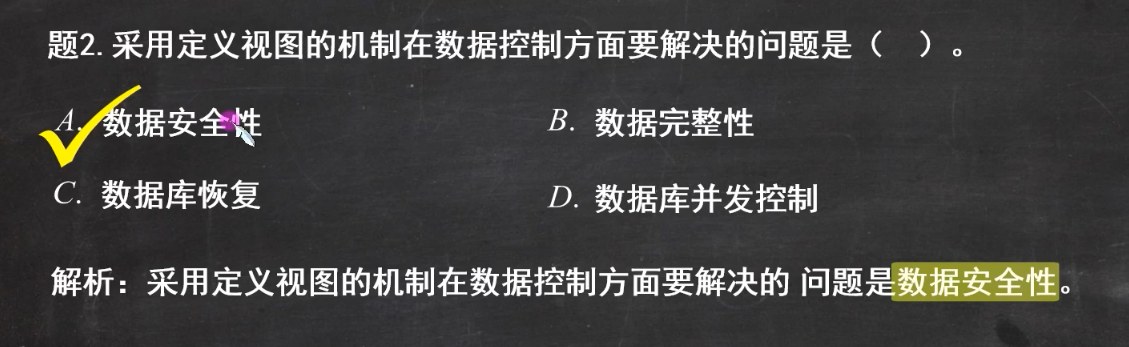 题2. 采用定义视图的机制在数据控制方面要解决的问题是（ ）。
A. 数据安全性 B. 数据完整性
C. 数据库恢复 D. 数据库并发控制
解析：采用定义视图的机制在数据控制方面要解决的 问题是数据安全性。